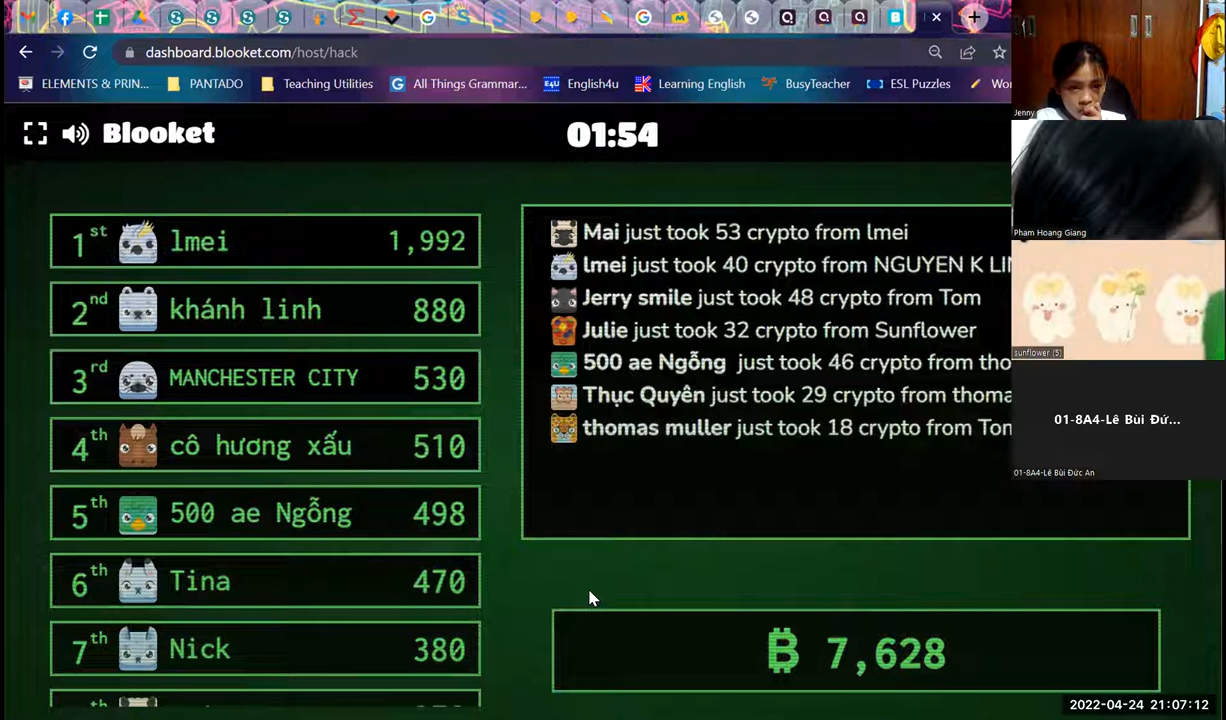 dashboard.blooket.com/host/hack
ELEMENTS & PRIN...
PANTADO
Teaching Utilities
All Things Grammar...
English4u
Learning English
BusyTeacher
ESL Puzzles
Wo
Jenny
Blooket
01:54
Pham Hoang Giang
sunflower (5)
01-8A4-Lê Bùi Đứ...
01-8A4-Lê Bùi Đức An
1st lmei 1,992
2nd khánh linh 880
3rd MANCHESTER CITY 530
4th cô hương xấu 510
5th 500 ae Ngỗng 498
6th Tina 470
7th Nick 380
th
Mai just took 53 crypto from lmei
lmei just took 40 crypto from NGUYEN K LI
Jerry smile just took 48 crypto from Tom
Julie just took 32 crypto from Sunflower
500 ae Ngỗng just took 46 crypto from tho
Thục Quyên just took 29 crypto from thoma
thomas muller just took 18 crypto from Tom
₿ 7,628
2022-04-24 21:07:12